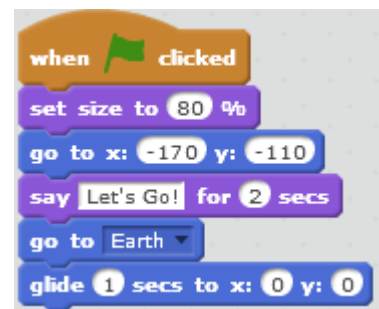 when clicked
set size to 80 %
go to x: -170 y: -110
say Let's Go! for 2 secs
go to Earth
glide 1 secs to x: 0 y: 0